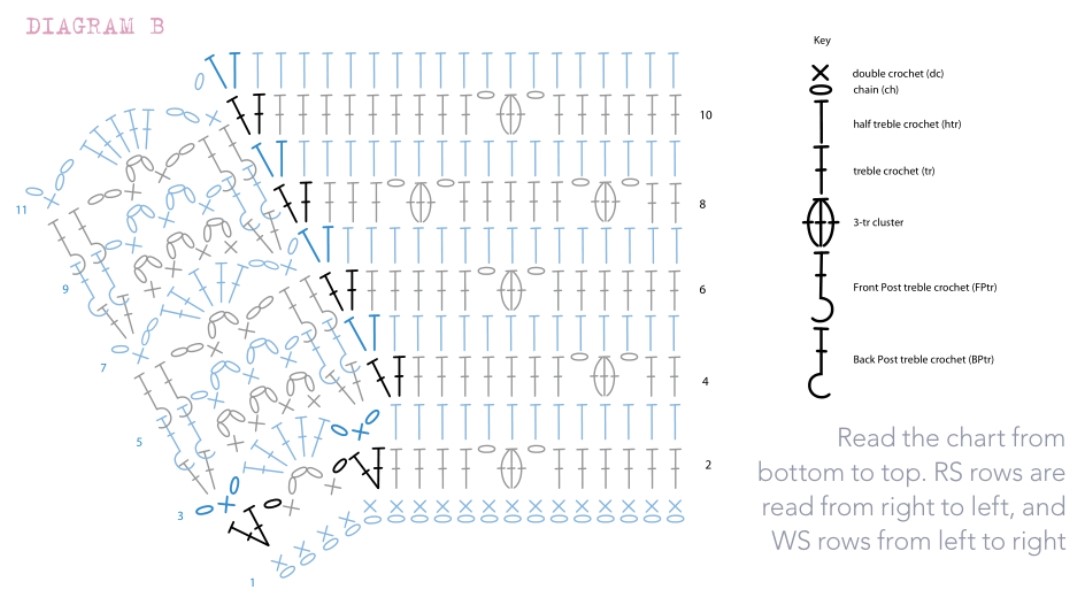 DIAGRAM B
Key
double crochet (dc)
chain (ch)
half treble crochet (htr)
treble crochet (tr)
3-tr cluster
Front Post treble crochet (FPtr)
Back Post treble crochet (BPtr)
10
8
6
4
2
11
9
7
5
3
1
Read the chart from
bottom to top. RS rows are
read from right to left, and
WS rows from left to right